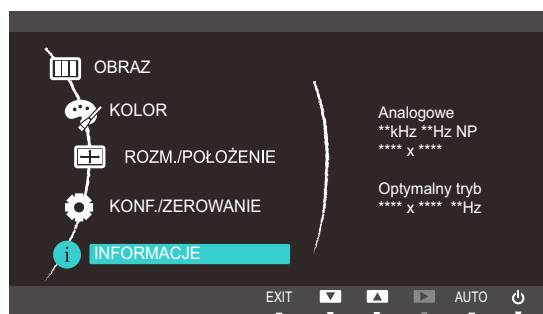 OBRAZ
KOLOR
ROZM./POŁOŻENIE
KONF./ZEROWANIE
i INFORMACJE
Analogowe
**kHz **Hz NP
**** x ****
Optymalny tryb
**** x **** **Hz
EXIT AUTO